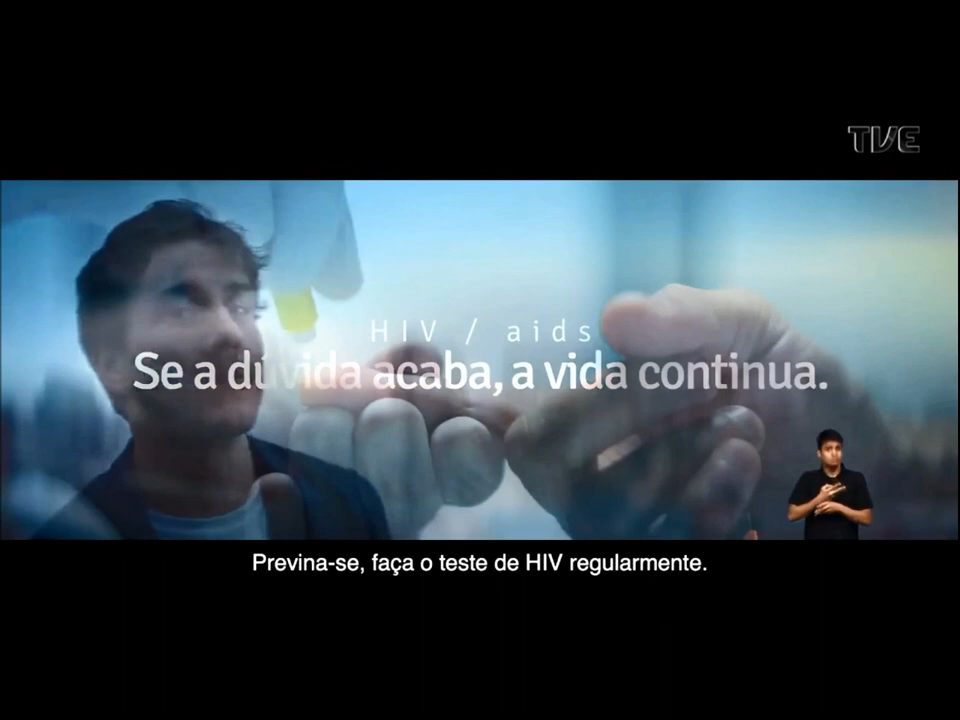 TVE
HIV / aids
Se a dúvida acaba, a vida continua.
Previna-se, faça o teste de HIV regularmente.